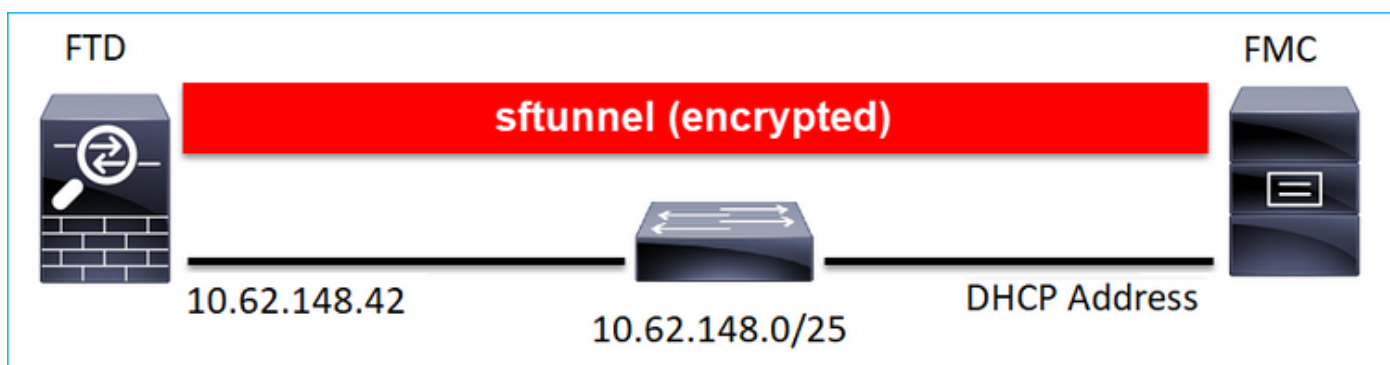 FTD
FMC
sftunnel (encrypted)
10.62.148.42
DHCP Address
10.62.148.0/25